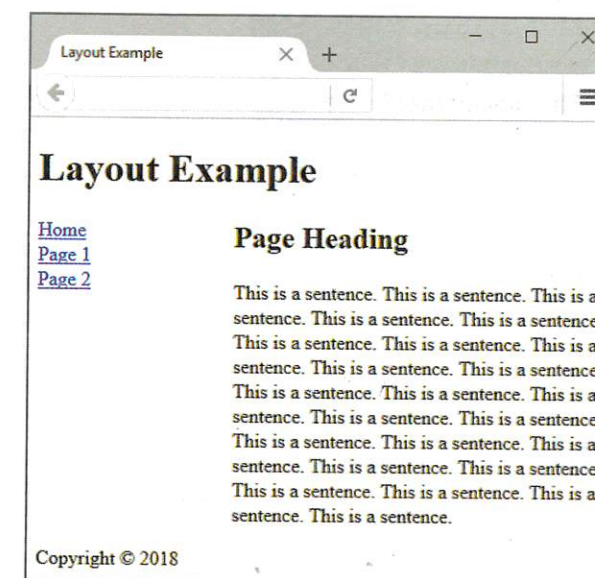 Layout Example
Layout Example
Home
Page 1
Page 2
Page Heading
This is a sentence. This is a sentence. This is a
sentence. This is a sentence. This is a sentence
This is a sentence. This is a sentence. This is a
sentence. This is a sentence. This is a sentence
This is a sentence. This is a sentence. This is a
sentence. This is a sentence. This is a sentence
This is a sentence. This is a sentence. This is a
sentence. This is a sentence. This is a sentence
This is a sentence. This is a sentence. This is a
sentence. This is a sentence.
Copyright © 2018